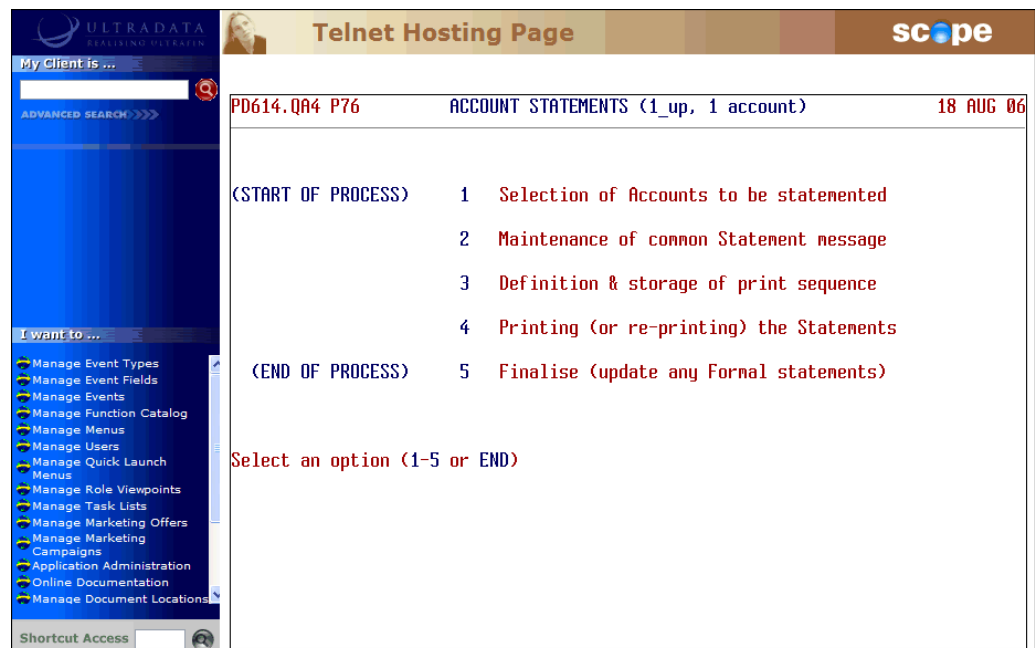 ULTRADATA
REALISING ULTRAFIN
Telnet Hosting Page
scope
My Client is ...
ADVANCED SEARCH
PD614.QA4 P76 ACCOUNT STATEMENTS (1_up, 1 account) 18 AUG 06
(START OF PROCESS) 1 Selection of Accounts to be statemented
2 Maintenance of common Statement message
3 Definition & storage of print sequence
4 Printing (or re-printing) the Statements
(END OF PROCESS) 5 Finalise (update any Formal statements)
Select an option (1-5 or END)
I want to ...
Manage Event Types
Manage Event Fields
Manage Events
Manage Function Catalog
Manage Menus
Manage Users
Manage Quick Launch
Menus
Manage Role Viewpoints
Manage Task Lists
Manage Marketing Offers
Manage Marketing
Campaigns
Application Administration
Online Documentation
Manage Document Locations
Shortcut Access